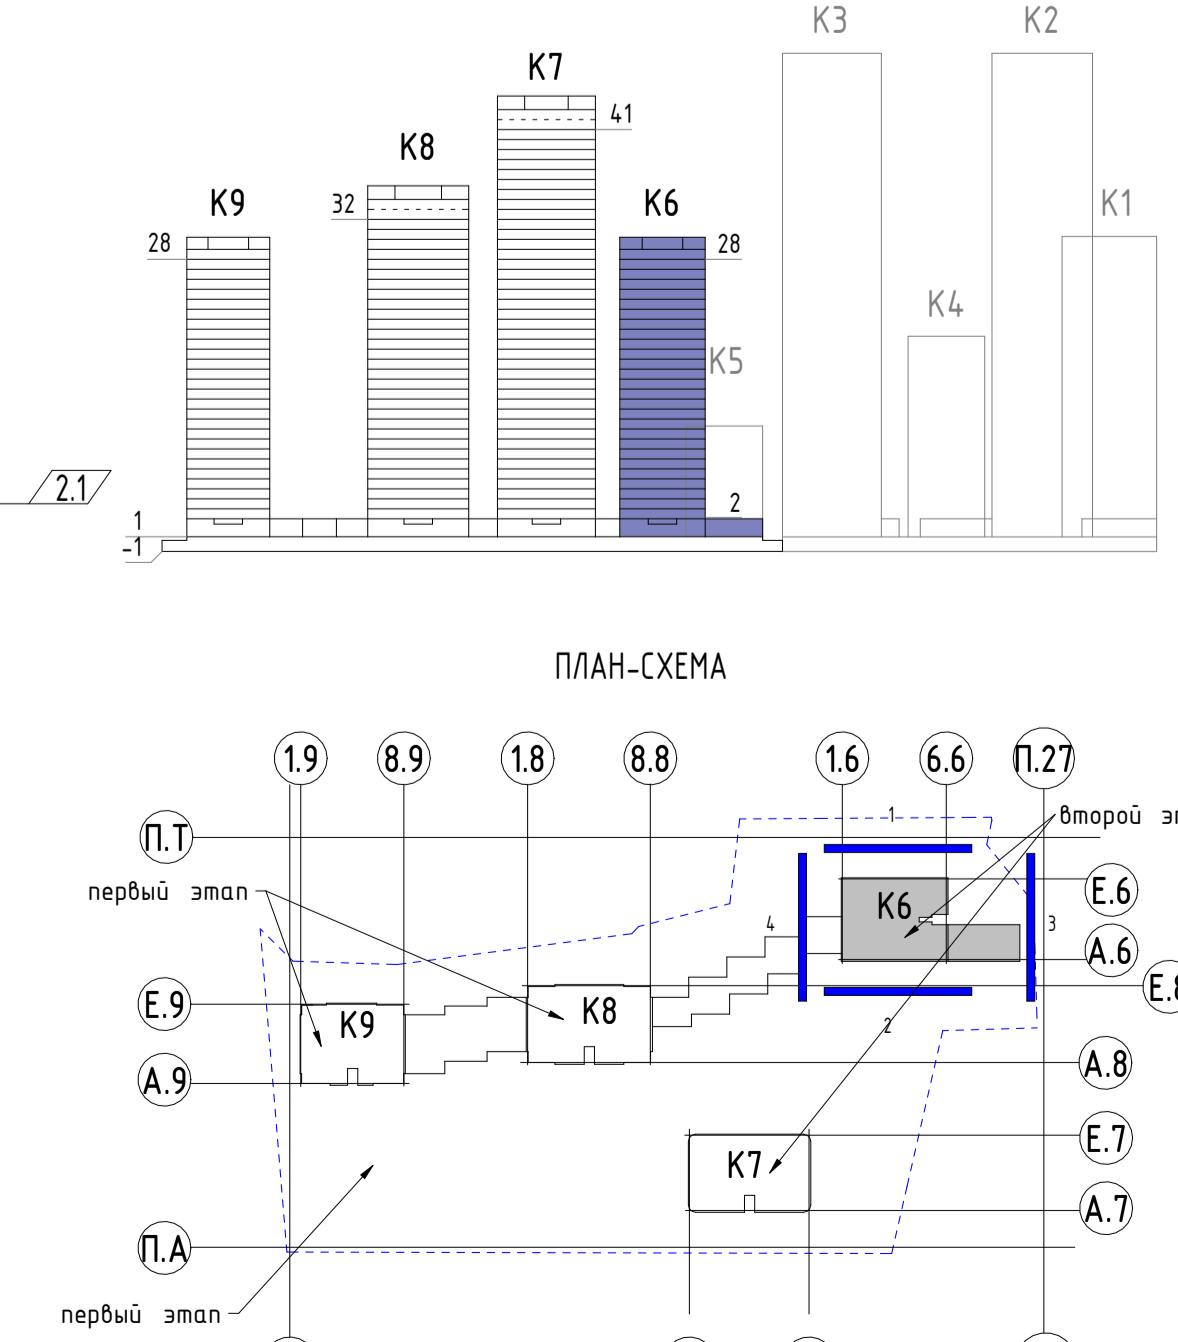 К3 К2
К7
41
К8
К9 32 К6 К1
28 28
К4
К5
2.1
2
1
-1
ПЛАН-СХЕМА
1.9 8.9 1.8 8.8 1.6 6.6 П.27
П.Т 1 второй
первый этап К6 Е.6
4 3
А.6
Е.9 К9 К8
2
А.9 А.8
Е.7
К7
А.7
П.А
первый этап